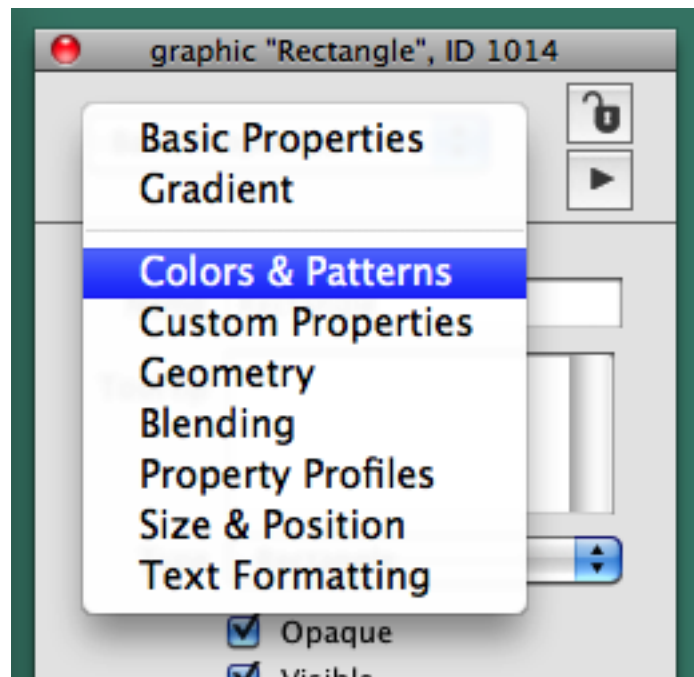 graphic "Rectangle", ID 1014
Basic Properties
Gradient
Colors & Patterns
Custom Properties
Geometry
Blending
Property Profiles
Size & Position
Text Formatting
Opaque
Visible